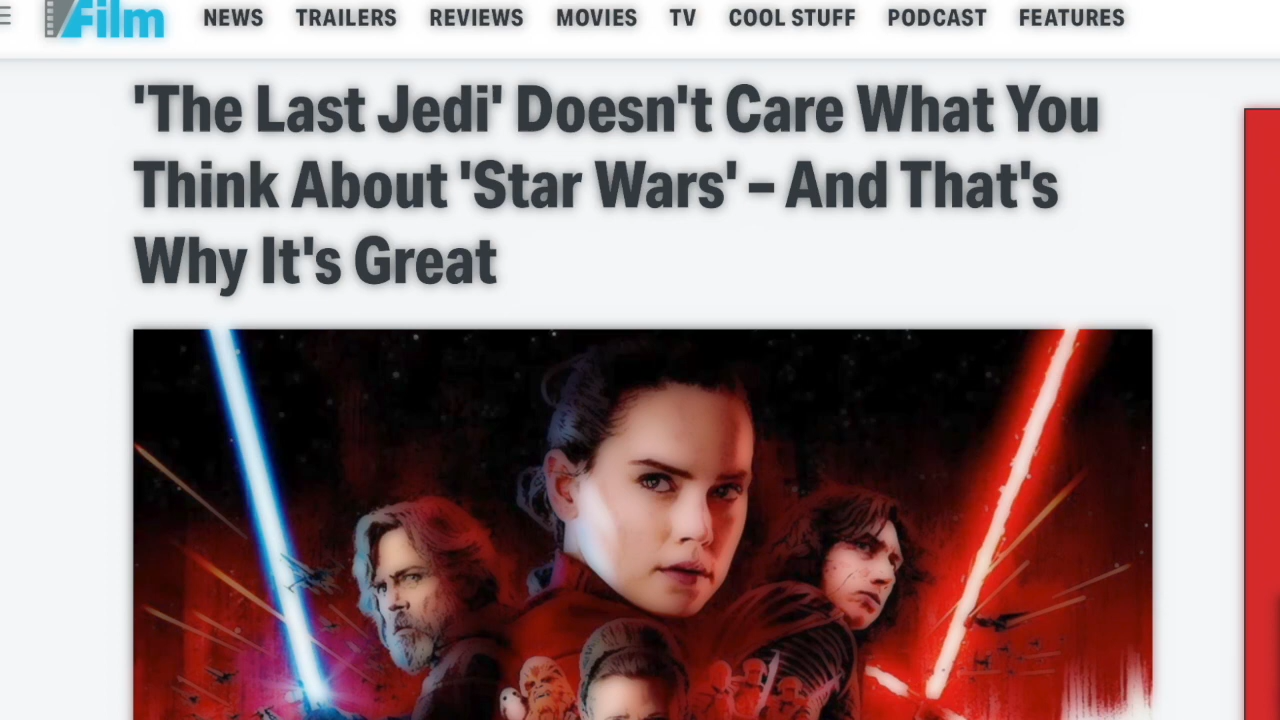 /Film NEWS TRAILERS REVIEWS MOVIES TV COOL STUFF PODCAST FEATURES
'The Last Jedi' Doesn't Care What You
Think About 'Star Wars' – And That's
Why It's Great